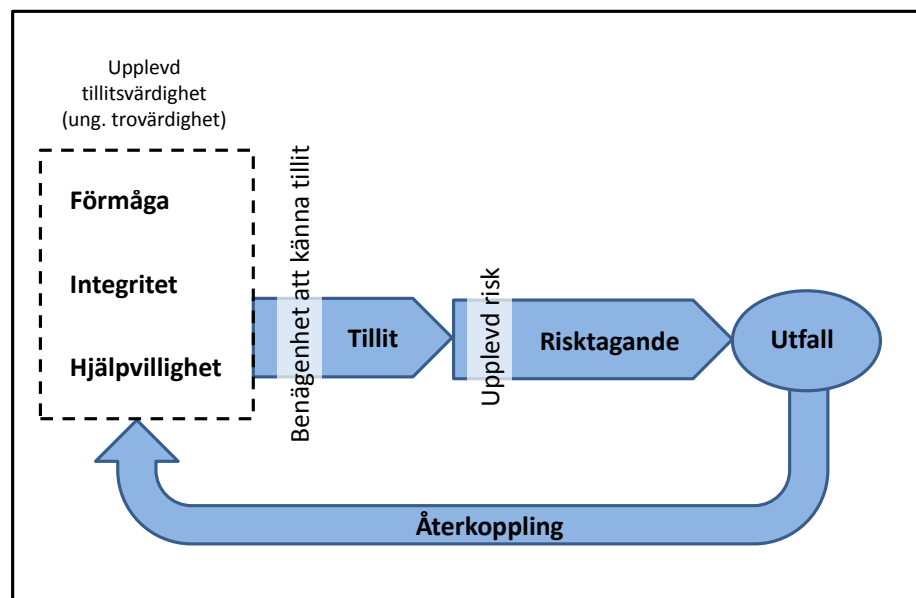 Upplevd
tillitsvärdighet
(ung. trovärdighet)
Förmåga
Integritet
Hjälpvillighet
Benägenhet att känna tillit
Tillit
Upplevd risk
Risktagande
Utfall
Återkoppling